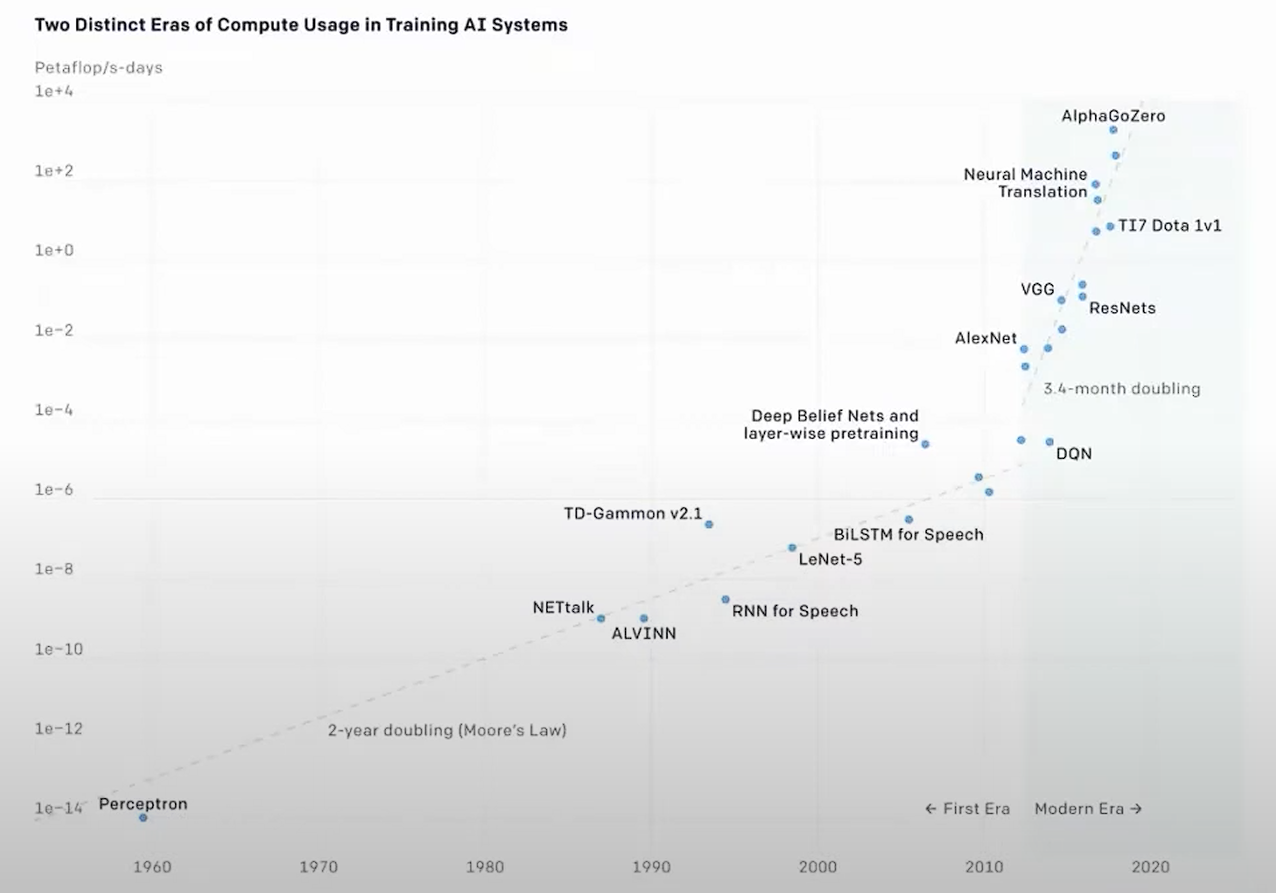 Two Distinct Eras of Compute Usage in Training AI Systems
Petaflop/s-days
1e+4
AlphaGoZero
1e+2
Neural Machine
Translation
TI7 Dota 1v1
1e+0
VGG
ResNets
1e-2
AlexNet
3.4-month doubling
1e-4
Deep Belief Nets and
layer-wise pretraining
DQN
1e-6
TD-Gammon v2.1
BiLSTM for Speech
LeNet-5
1e-8
NETtalk
RNN for Speech
ALVINN
1e-10
1e-12
2-year doubling (Moore's Law)
1e-14
Perceptron
← First Era
Modern Era →
1960 1970 1980 1990 2000 2010 2020